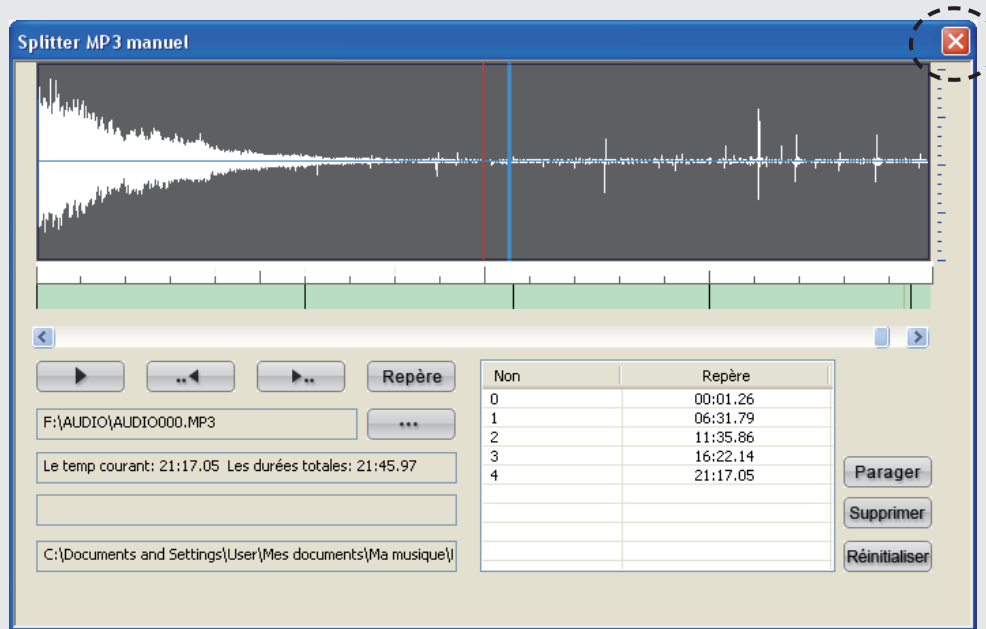 Splitter MP3 manuel
Repère
F:\AUDIO\AUDIO000.MP3
...
Le temp courant: 21:17.05 Les durées totales: 21:45.97
C:\Documents and Settings\User\Mes documents\Ma musique\I
Non Repère
0 00:01.26
1 06:31.79
2 11:35.86
3 16:22.14
4 21:17.05
Parager
Supprimer
Réinitialiser